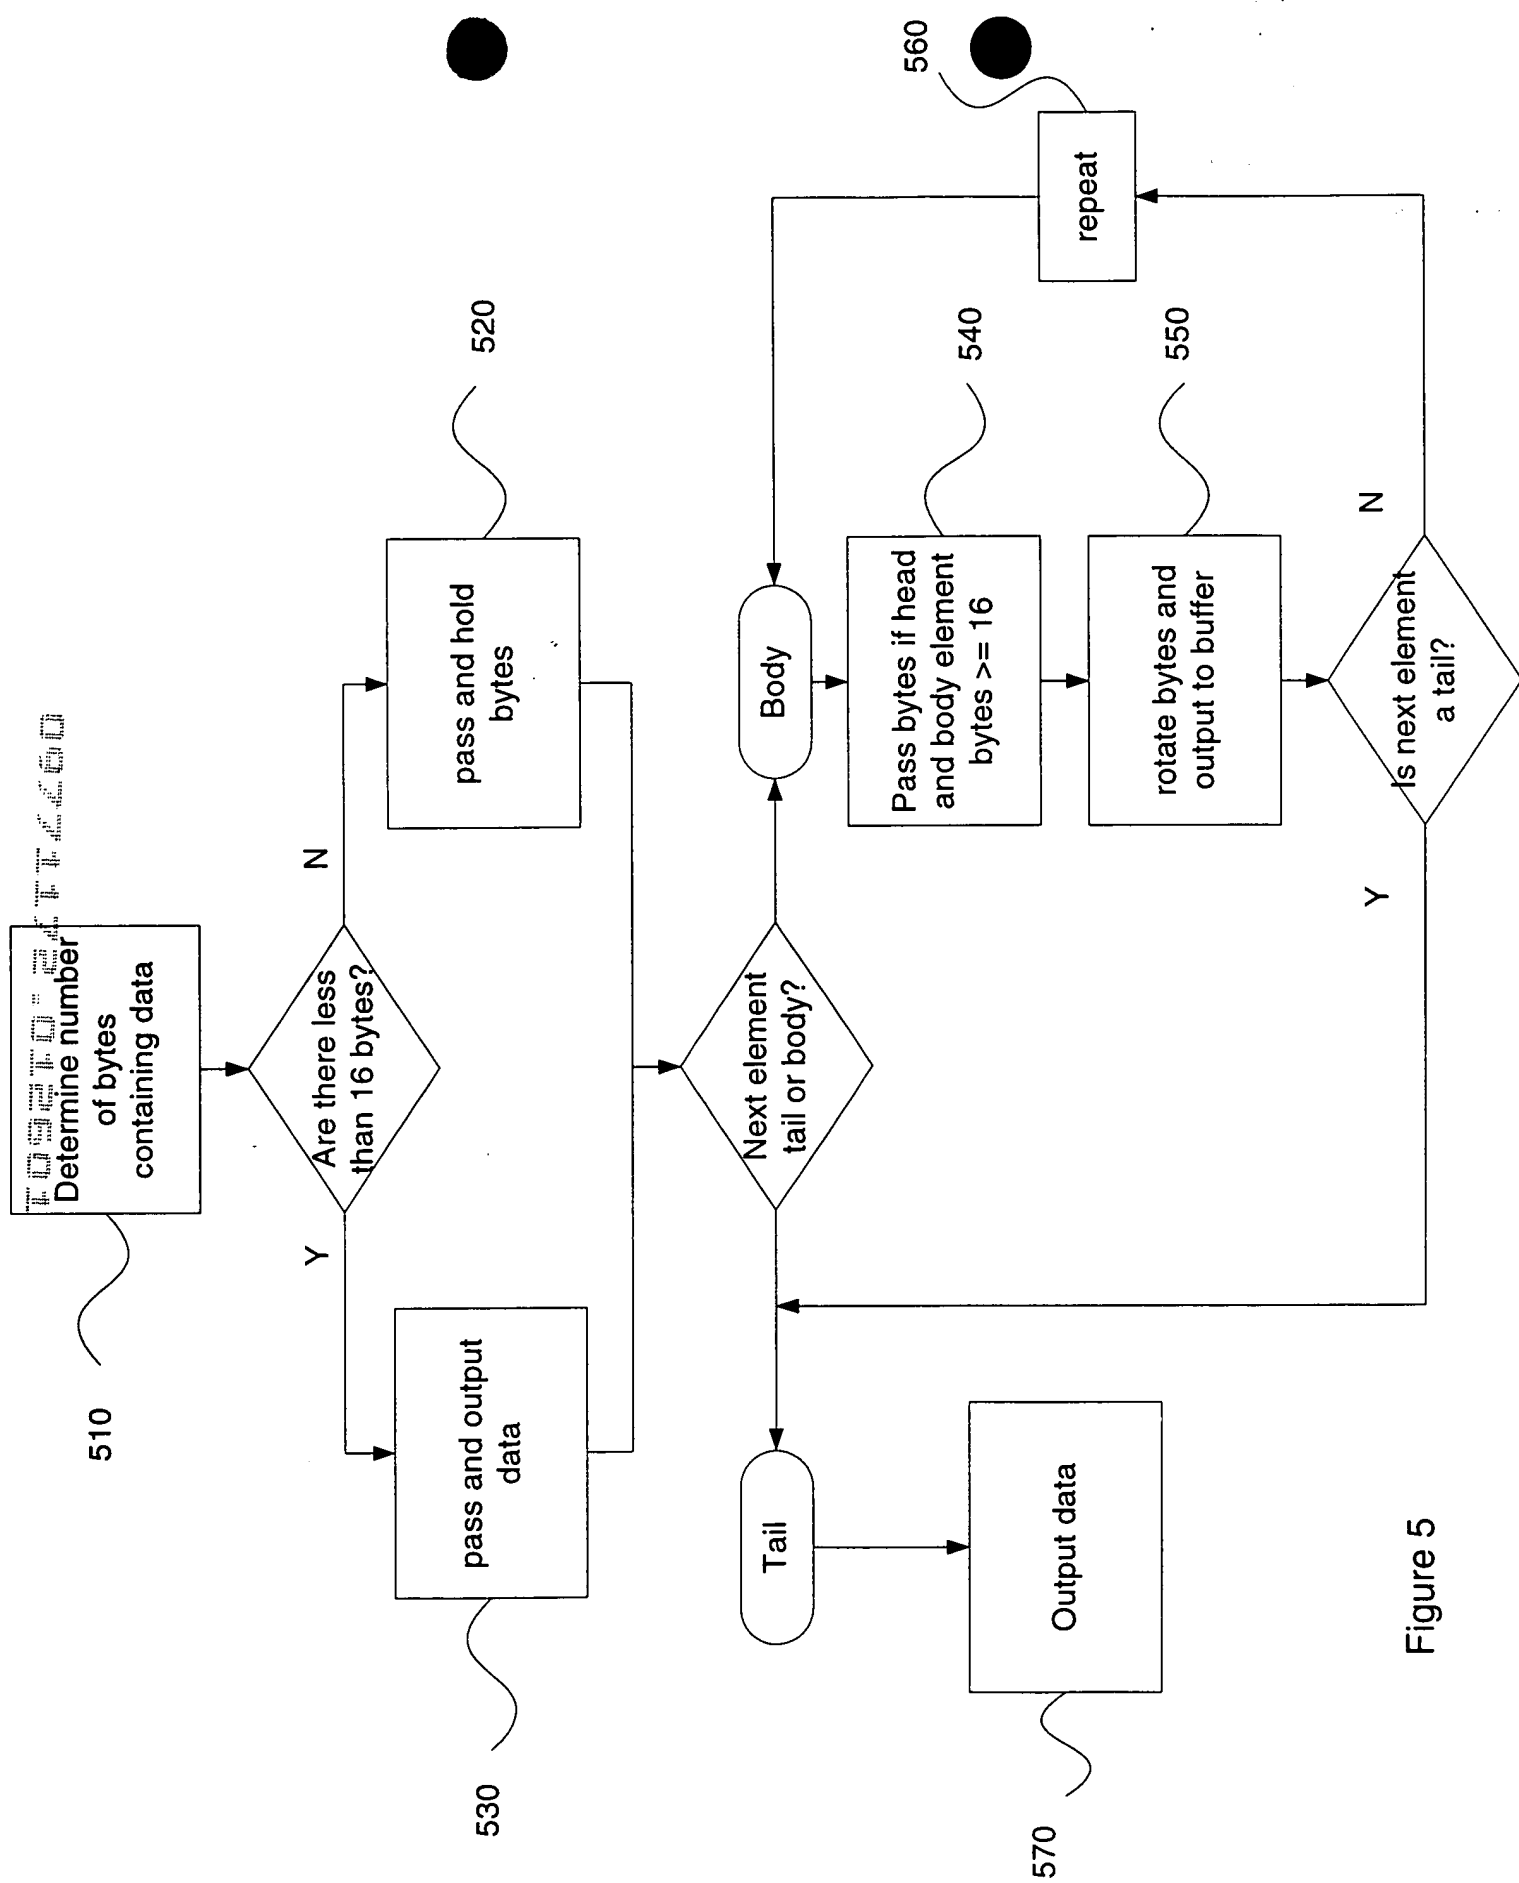 Determine number
of bytes
containing data
510
Are there less
than 16 bytes?
Y
N
pass and output
data
530
pass and hold
bytes
520
Next element
tail or body?
Tail
Body
Output data
570
Pass bytes if head
and body element
bytes >= 16
540
rotate bytes and
output to buffer
550
Is next element
a tail?
Y
N
repeat
560
Figure 5